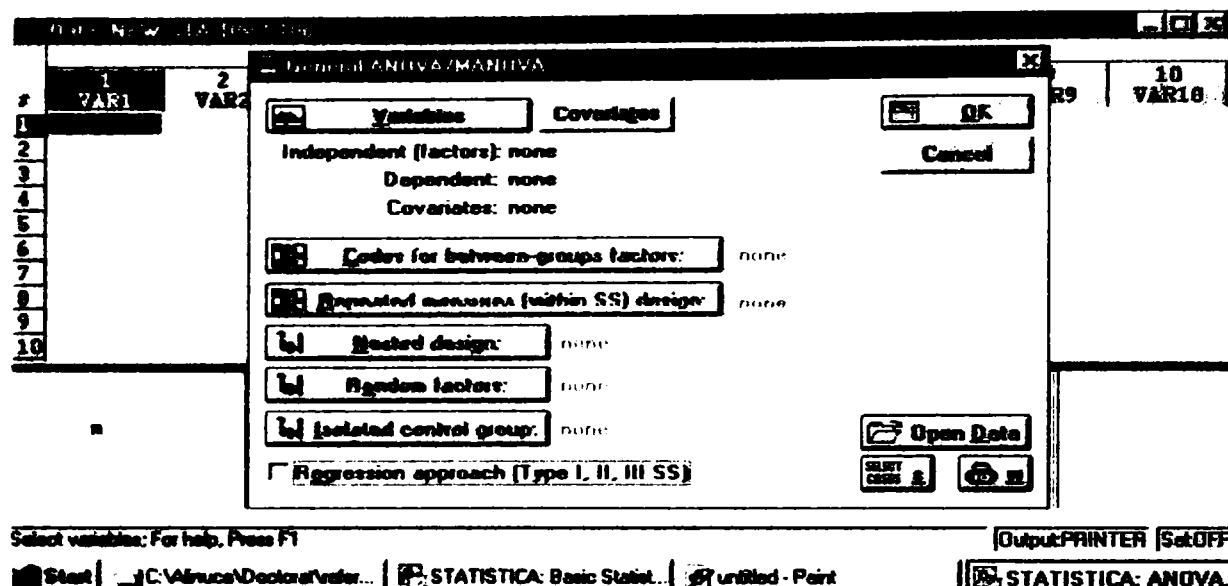 General ANOVA/MANOVA
1 2 10
# VAR1 VAR2 VAR10
Variables Covariates OK
Independent (factors): none Cancel
Dependent: none
Covariates: none
Codes for between-groups factors: none
Repeated measures (within SS) design: none
Nested design: none
Random factors: none
Isolated control group: none
Open Data
Regression approach (Type I, II, III SS)
SELECT CASES S W
1
2
3
4
5
6
7
8
9
10
Select variables; For help, Press F1 Output:PRINTER Sel:OFF
Start STATISTICA: Basic Statist... untitled - Paint STATISTICA: ANOVA